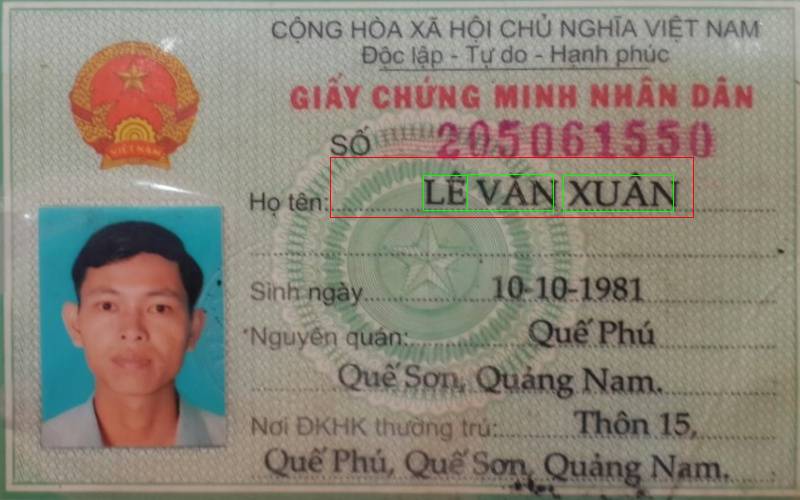 CỘNG HÒA XÃ HỘI CHỦ NGHĨA VIỆT NAM
Độc lập - Tự do - Hạnh phúc
GIẤY CHỨNG MINH NHÂN DÂN
SỐ 205061550
VIỆT NAM
Họ tên: LÊ VĂN XUÂN
Sinh ngày 10-10-1981
Nguyên quán: Quế Phú
Quế Sơn, Quảng Nam.
Nơi ĐKHK thường trú: Thôn 15,
Quế Phú, Quế Sơn, Quảng Nam.